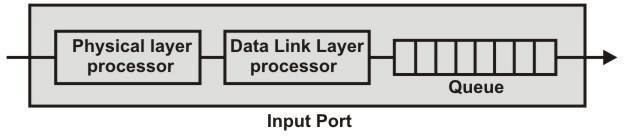 Physical layer
processor
Data Link Layer
processor
Queue
Input Port